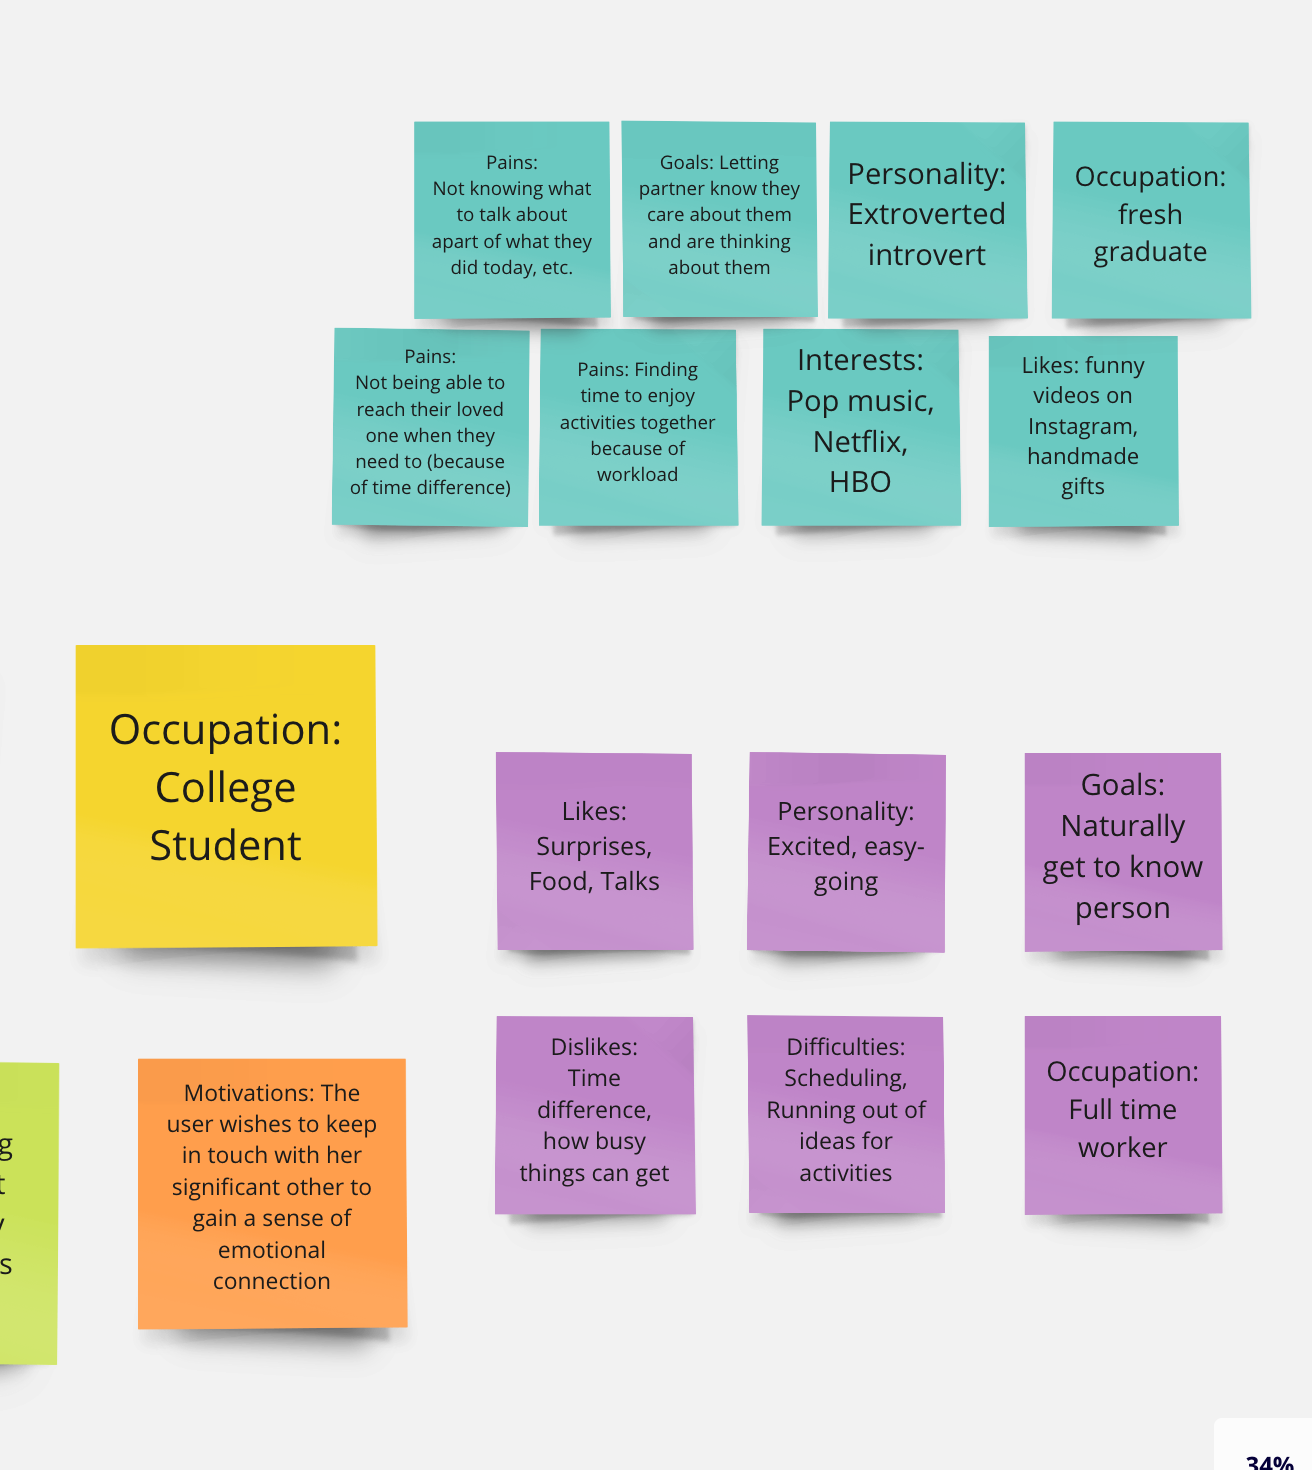 Pains:
Not knowing what
to talk about
apart of what they
did today, etc.
Goals: Letting
partner know they
care about them
and are thinking
about them
Personality:
Extroverted
introvert
Occupation:
fresh
graduate
Pains:
Not being able to
reach their loved
one when they
need to (because
of time difference)
Pains: Finding
time to enjoy
activities together
because of
workload
Interests:
Pop music,
Netflix,
HBO
Likes: funny
videos on
Instagram,
handmade
gifts
Occupation:
College
Student
Likes:
Surprises,
Food, Talks
Personality:
Excited, easy-
going
Goals:
Naturally
get to know
person
Motivations: The
user wishes to keep
in touch with her
significant other to
gain a sense of
emotional
connection
Dislikes:
Time
difference,
how busy
things can get
Difficulties:
Scheduling,
Running out of
ideas for
activities
Occupation:
Full time
worker
34%